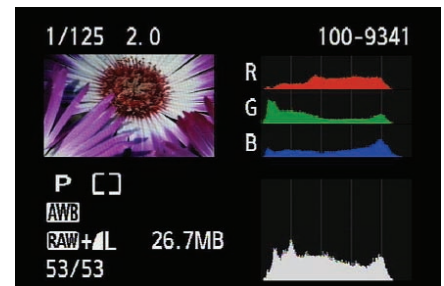 1/125 2.0 100-9341
R
G
B
P [ ]
AWB
RAW+L 26.7MB
53/53